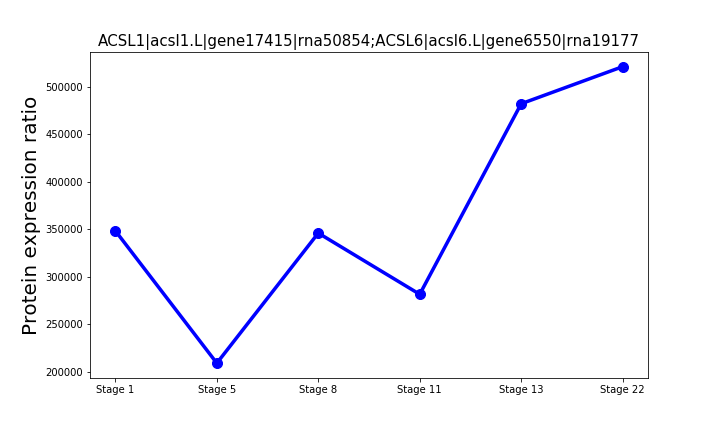 ACSL1|acsl1.L|gene17415|rna50854;ACSL6|acsl6.L|gene6550|rna19177
Protein expression ratio
500000
450000
400000
350000
300000
250000
200000
Stage 1
Stage 5
Stage 8
Stage 11
Stage 13
Stage 22